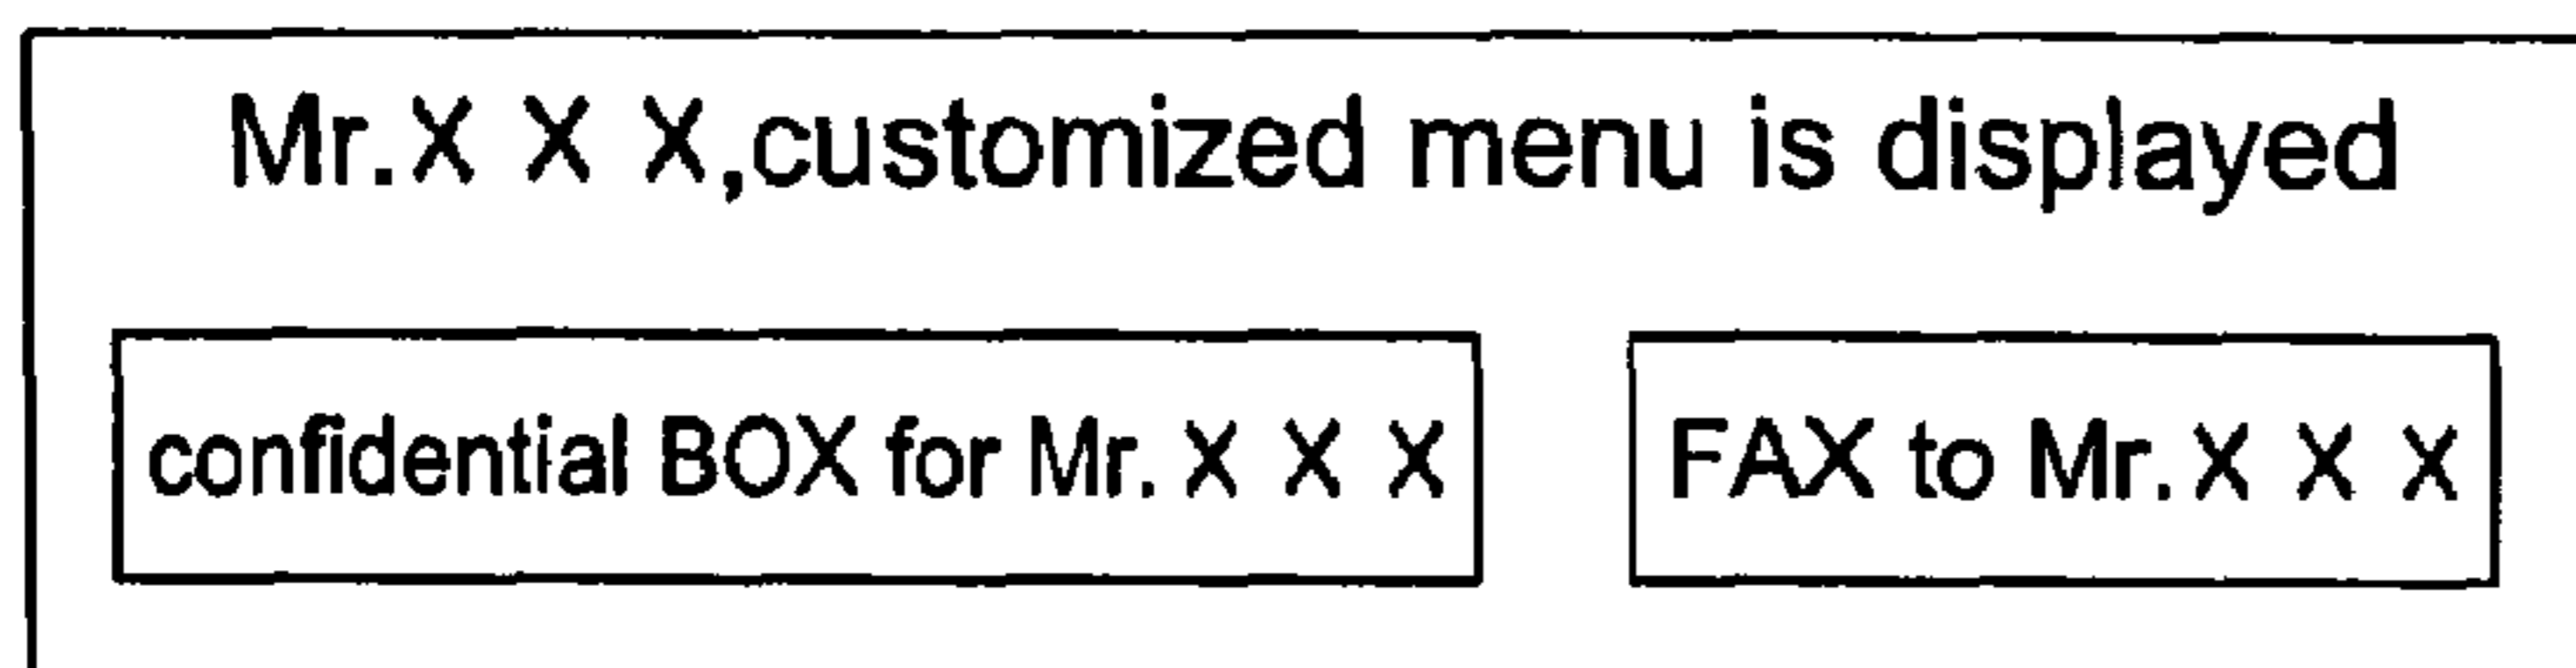 Mr.X X X,customized menu is displayed
confidential BOX for Mr. X X X
FAX to Mr. X X X